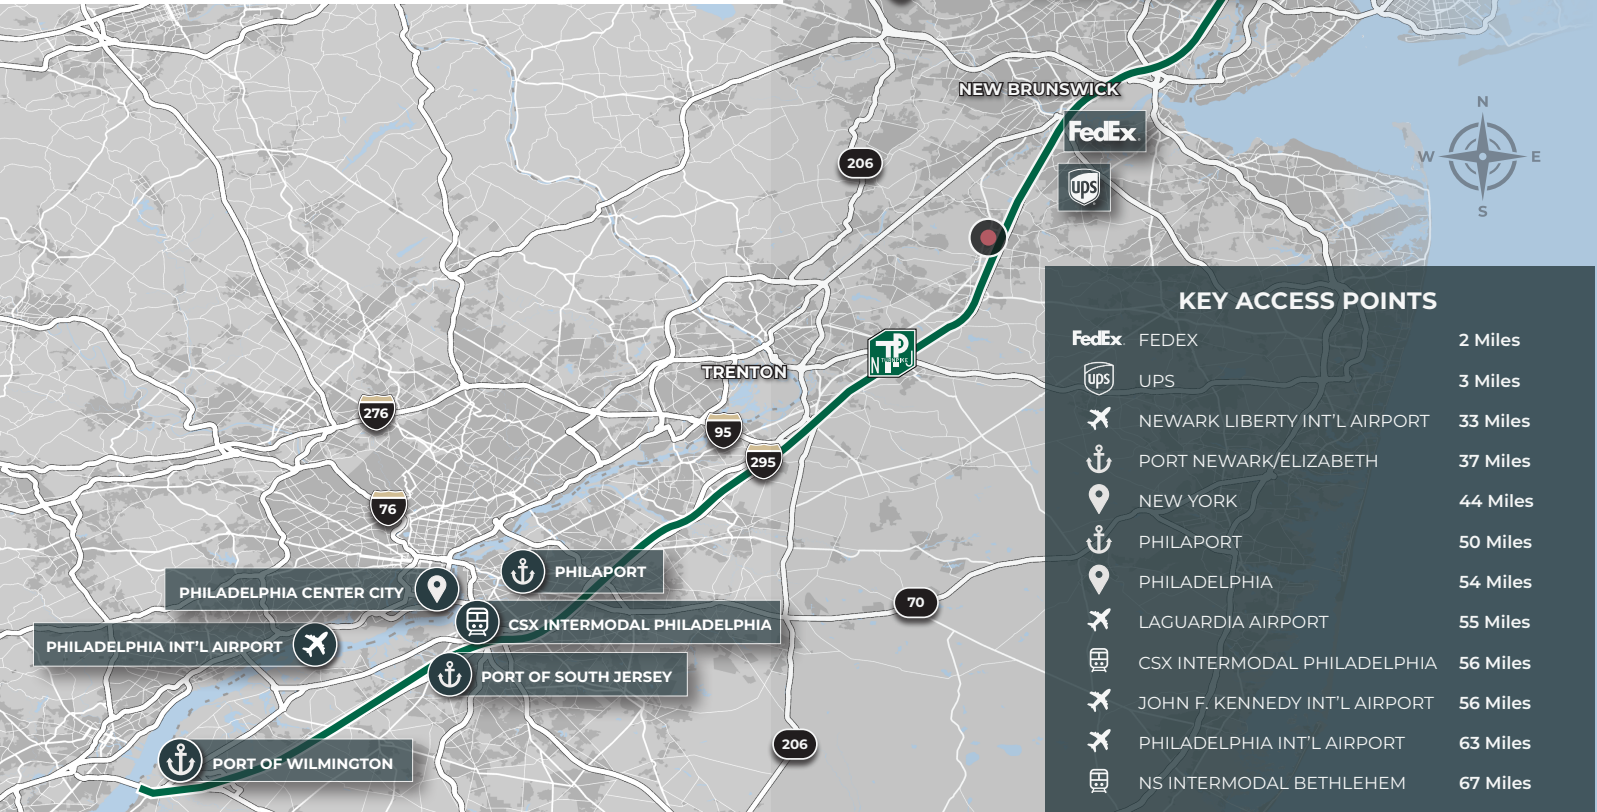 NEW BRUNSWICK
FedEx
ups
206
N
W
E
S
TRENTON
N TP J
TURNPIKE
276
95
295
76
70
206
PHILAPORT
PHILADELPHIA CENTER CITY
CSX INTERMODAL PHILADELPHIA
PHILADELPHIA INT'L AIRPORT
PORT OF SOUTH JERSEY
PORT OF WILMINGTON
KEY ACCESS POINTS
FedEx. FEDEX 2 Miles
ups UPS 3 Miles
NEWARK LIBERTY INT'L AIRPORT 33 Miles
PORT NEWARK/ELIZABETH 37 Miles
NEW YORK 44 Miles
PHILAPORT 50 Miles
PHILADELPHIA 54 Miles
LAGUARDIA AIRPORT 55 Miles
CSX INTERMODAL PHILADELPHIA 56 Miles
JOHN F. KENNEDY INT'L AIRPORT 56 Miles
PHILADELPHIA INT'L AIRPORT 63 Miles
NS INTERMODAL BETHLEHEM 67 Miles